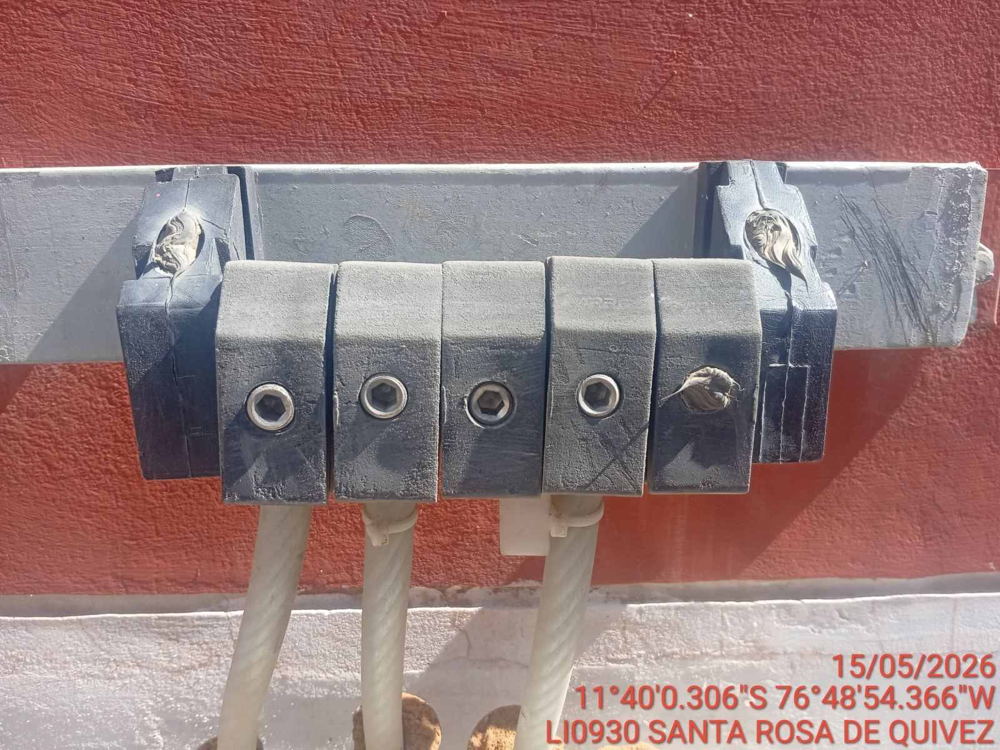 15/05/2026
11°40'0.306"S 76°48'54.366"W
LI0930 SANTA ROSA DE QUIVEZ